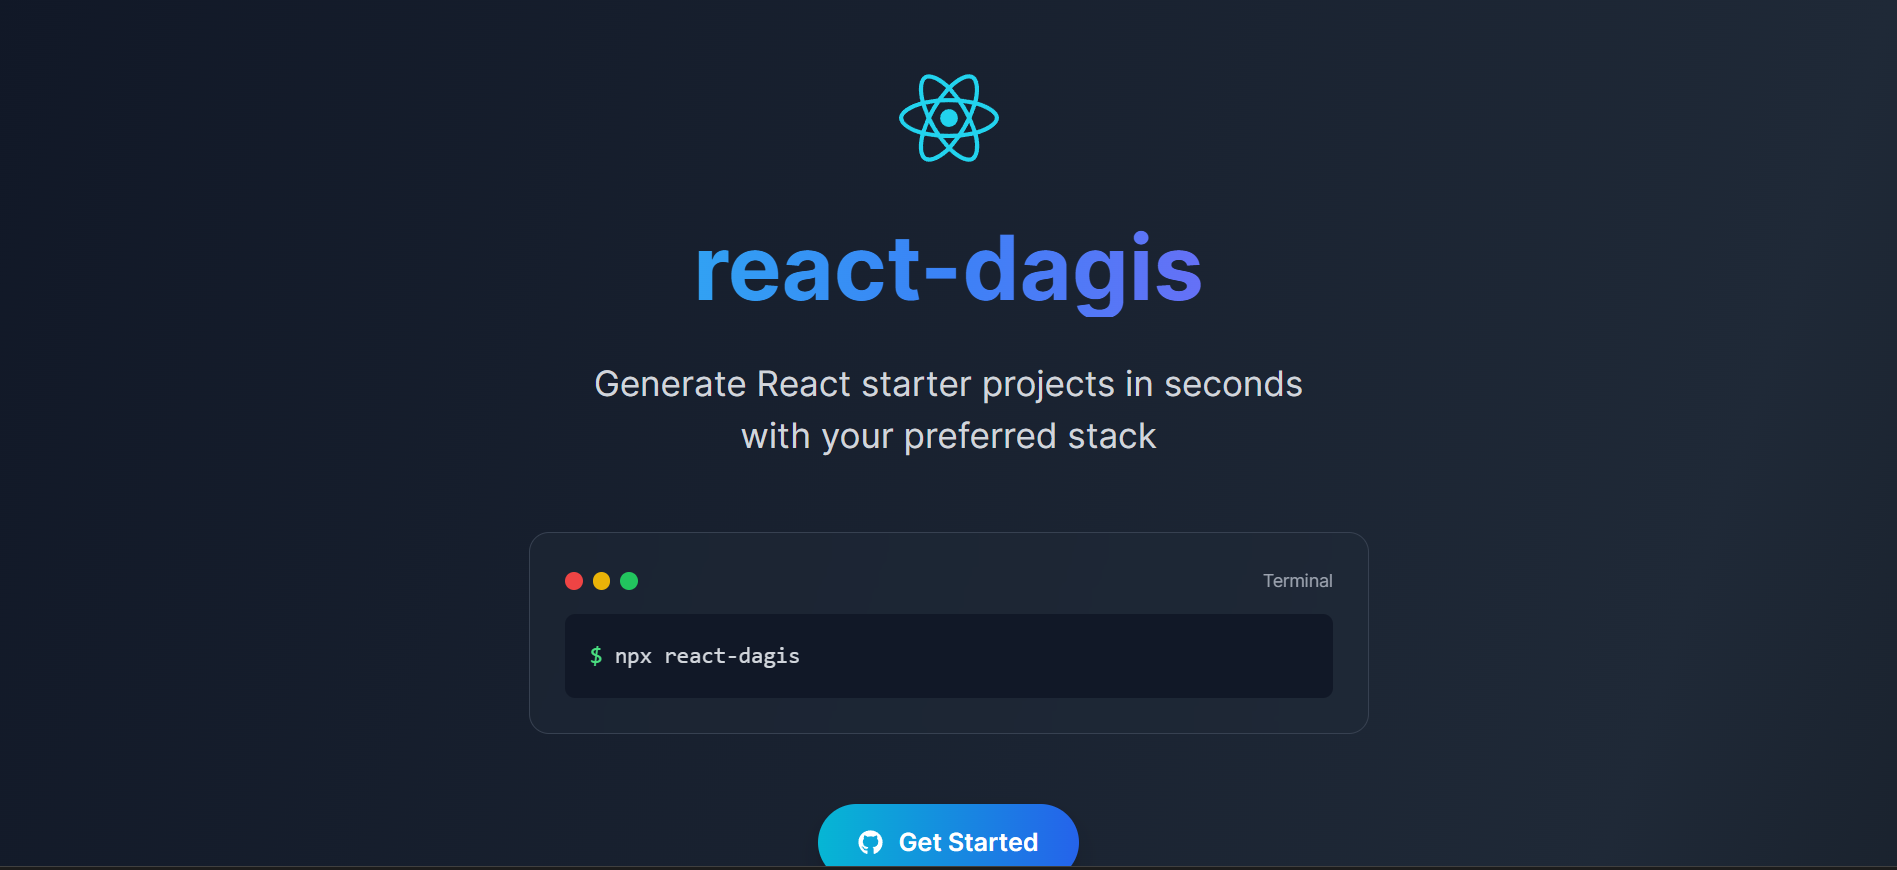 react-dagis
Generate React starter projects in seconds
with your preferred stack
Terminal
$ npx react-dagis
Get Started